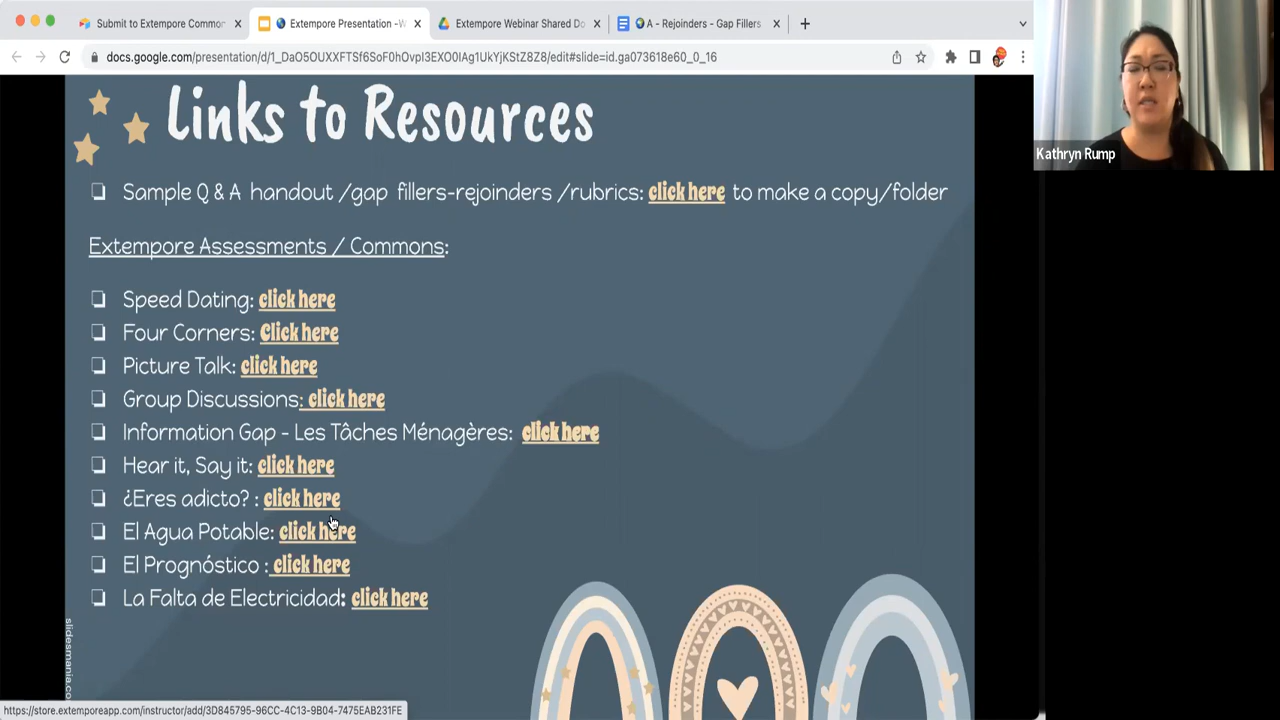 Submit to Extempore Common
Extempore Presentation -W
Extempore Webinar Shared Do
A - Rejoinders - Gap Fillers
docs.google.com/presentation/d/1_DaO5OUXXFTSf6SoF0hOvpI3EXO0IAg1UkYjKStZ8Z8/edit#slide=id.ga073618e60_0_16
Kathryn Rump
Links to Resources
Sample Q & A handout /gap fillers-rejoinders /rubrics: click here to make a copy/folder
Extempore Assessments / Commons:
Speed Dating: click here
Four Corners: Click here
Picture Talk: click here
Group Discussions: click here
Information Gap - Les Tâches Ménagères: click here
Hear it, Say it: click here
¿Eres adicto? : click here
El Agua Potable: click here
El Prognóstico : click here
La Falta de Electricidad: click here
slidesmania.co
https://store.extemporeapp.com/instructor/add/3D845795-96CC-4C13-9B04-7475EAB231FE